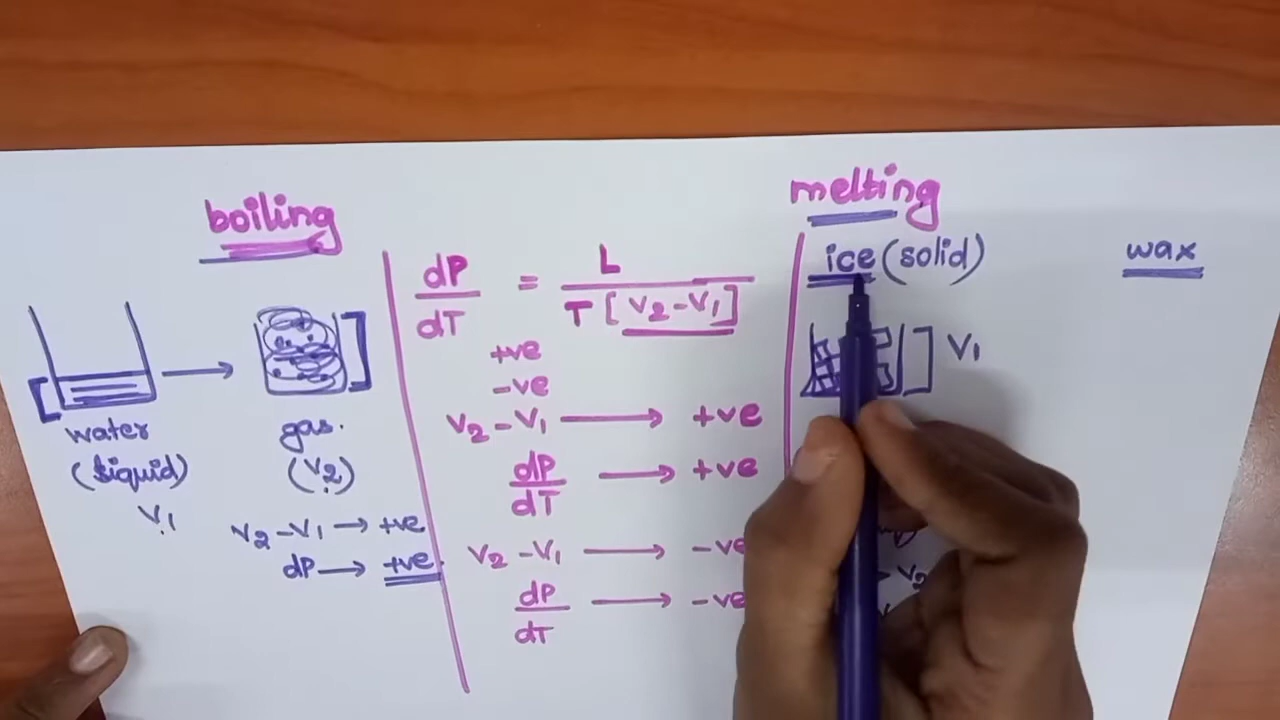 boiling
water
(liquid)
V₁
gas.
(V₂)
V₂-V₁ → +ve
dP → +ve.
dP/dT = L/T[V₂-V₁]
+ve
-ve
V₂-V₁ → +ve
dP/dT → +ve
V₂-V₁ → -ve
dP/dT → -ve
melting
ice (solid)
V₁
V₂
wax